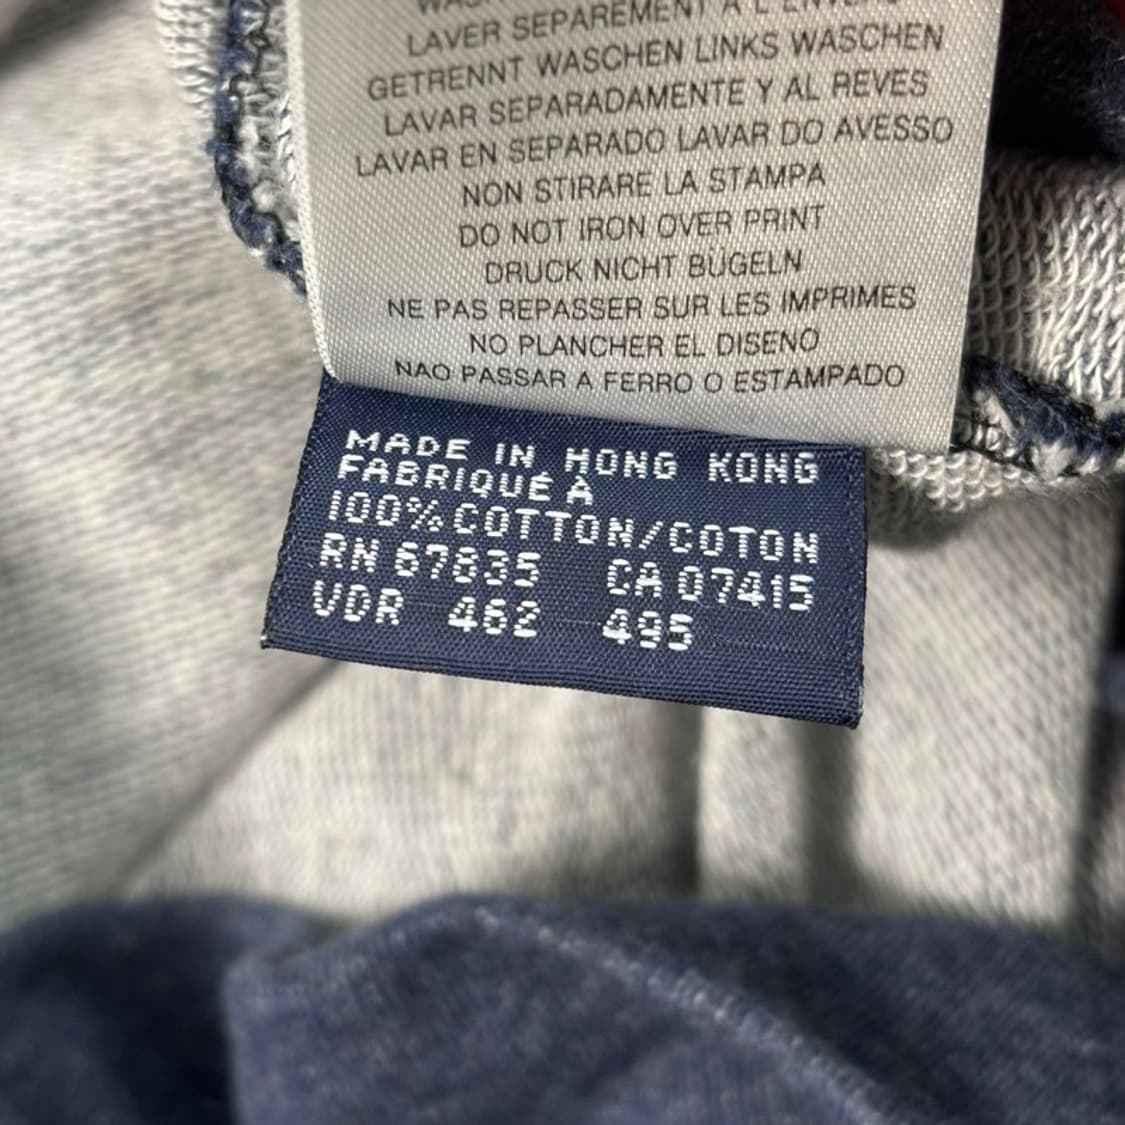 LAVER SEPAREMENT A L'ENVERS
GETRENNT WASCHEN LINKS WASCHEN
LAVAR SEPARADAMENTE Y AL REVES
LAVAR EN SEPARADO LAVAR DO AVESSO
NON STIRARE LA STAMPA
DO NOT IRON OVER PRINT
DRUCK NICHT BÜGELN
NE PAS REPASSER SUR LES IMPRIMES
NO PLANCHER EL DISENO
NAO PASSAR A FERRO O ESTAMPADO
MADE IN HONG KONG
FABRIQUÉ À
100% COTTON/COTON
RN 67835 CA 07415
VDR 462 495